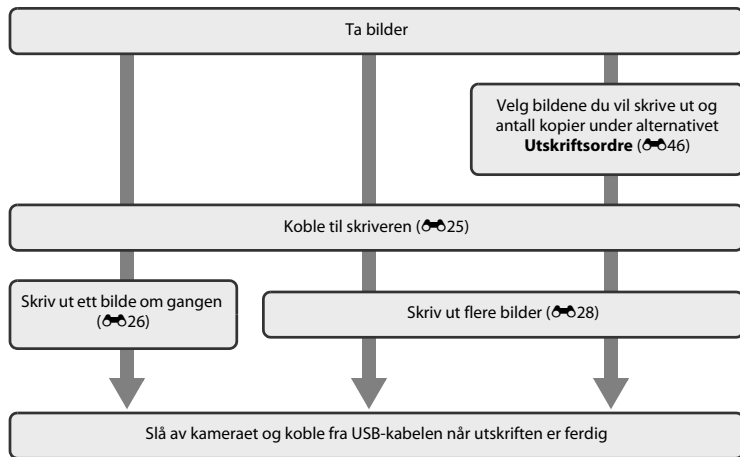 Ta bilder
Velg bildene du vil skrive ut og
antall kopier under alternativet
Utskriftsordre (46)
Koble til skriveren (25)
Skriv ut ett bilde om gangen
(26)
Skriv ut flere bilder (28)
Slå av kameraet og koble fra USB-kabelen når utskriften er ferdig